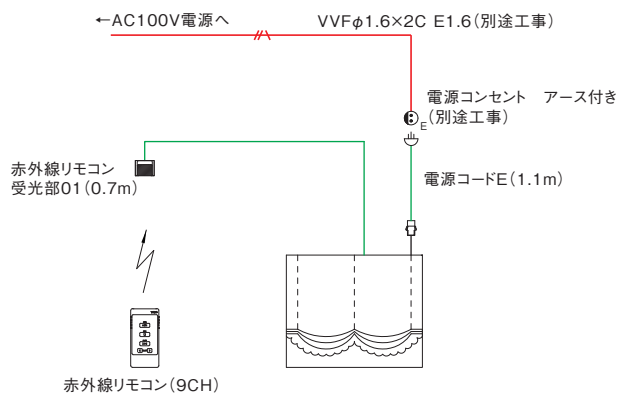 ←AC100V電源へ
VVFφ1.6×2C E1.6(別途工事)
電源コンセント　アース付き
E
(別途工事)
赤外線リモコン
受光部01(0.7m)
電源コードE(1.1m)
赤外線リモコン(9CH)